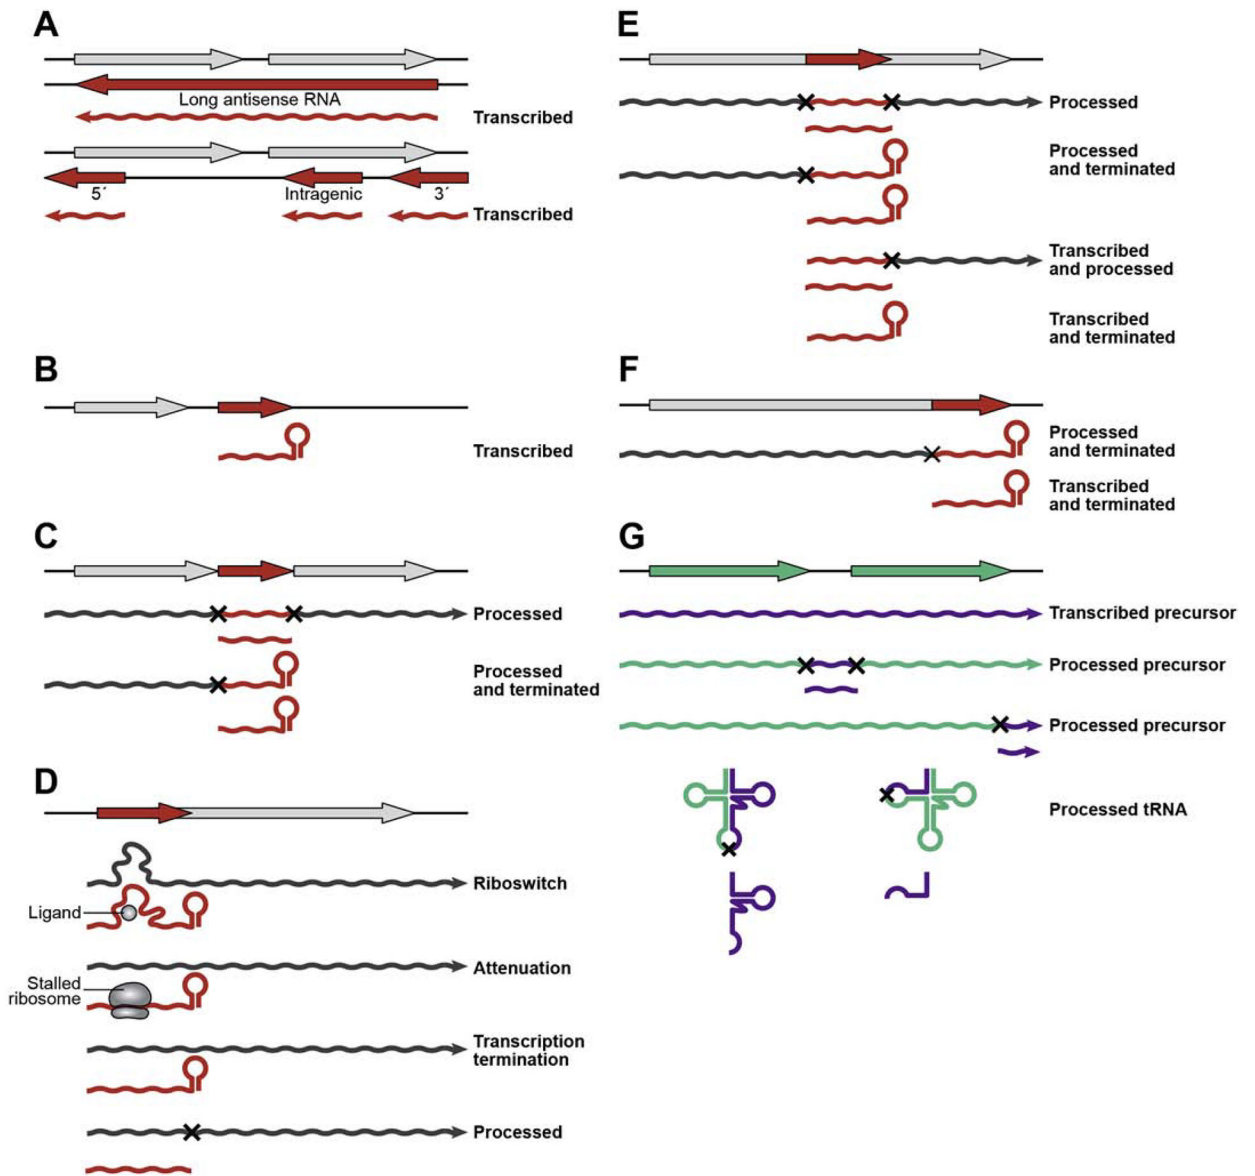 A
Long antisense RNA
Transcribed
5´
Intragenic
3´
Transcribed
B
Transcribed
C
Processed
Processed
and terminated
D
Riboswitch
Ligand
Attenuation
Stalled
ribosome
Transcription
termination
Processed
E
Processed
Processed
and terminated
Transcribed
and processed
Transcribed
and terminated
F
Processed
and terminated
Transcribed
and terminated
G
Transcribed precursor
Processed precursor
Processed precursor
Processed tRNA